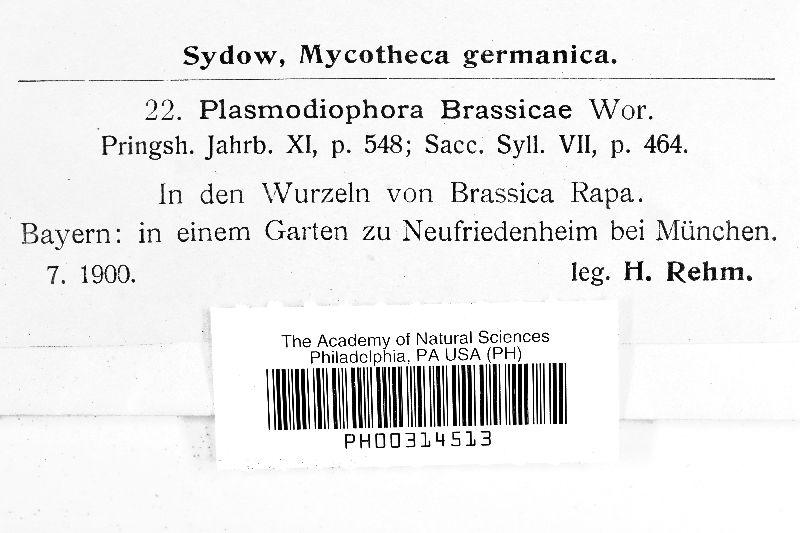 Sydow, Mycotheca germanica.
22. Plasmodiophora Brassicae Wor.
Pringsh. Jahrb. XI, p. 548; Sacc. Syll. VII, p. 464.
In den Wurzeln von Brassica Rapa.
Bayern: in einem Garten zu Neufriedenheim bei München.
7. 1900. leg. H. Rehm.
The Academy of Natural Sciences
Philadelphia, PA USA (PH)
PH00314513